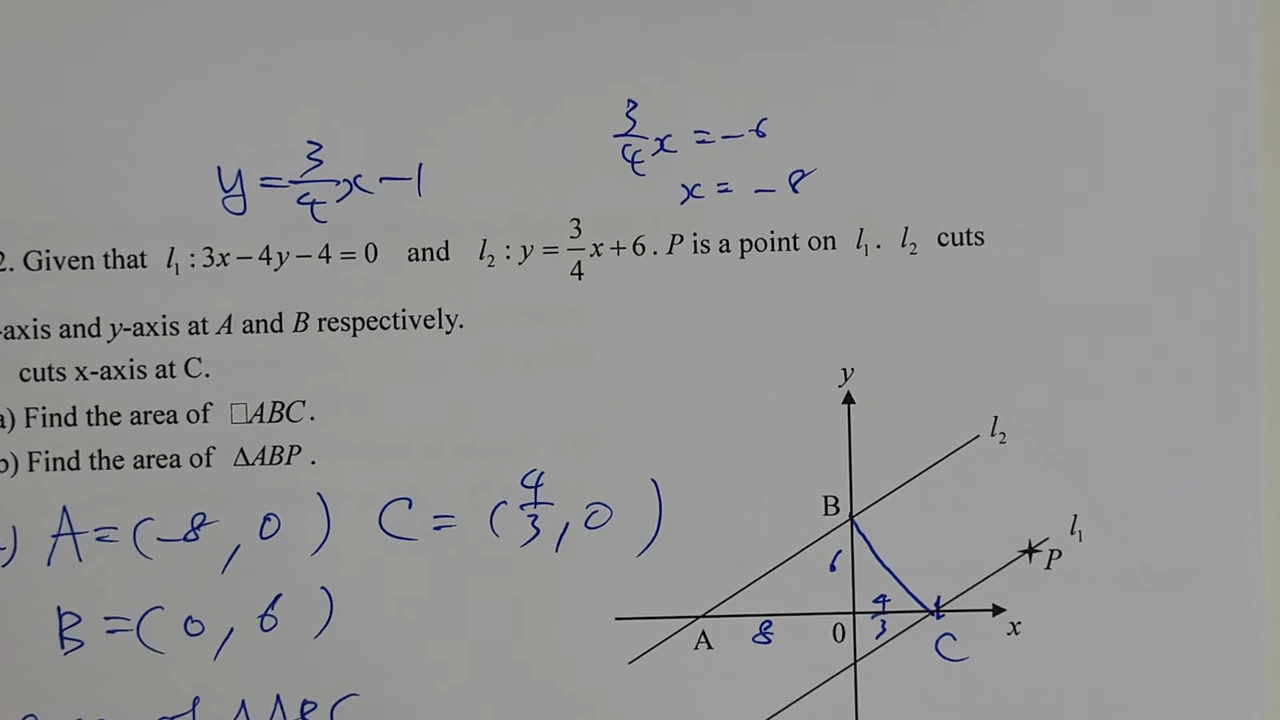 y = 3/4 x - 1
3/4 x = -6
x = -8
2. Given that l₁ : 3x - 4y - 4 = 0 and l₂ : y = 3/4 x + 6. P is a point on l₁. l₂ cuts
-axis and y-axis at A and B respectively.
cuts x-axis at C.
a) Find the area of □ABC.
b) Find the area of ΔABP.
A = (-8, 0) C = (4/3, 0)
B = (0, 6)
y
l₂
B
l₁
P
6
4/3
A
8
0
C
x